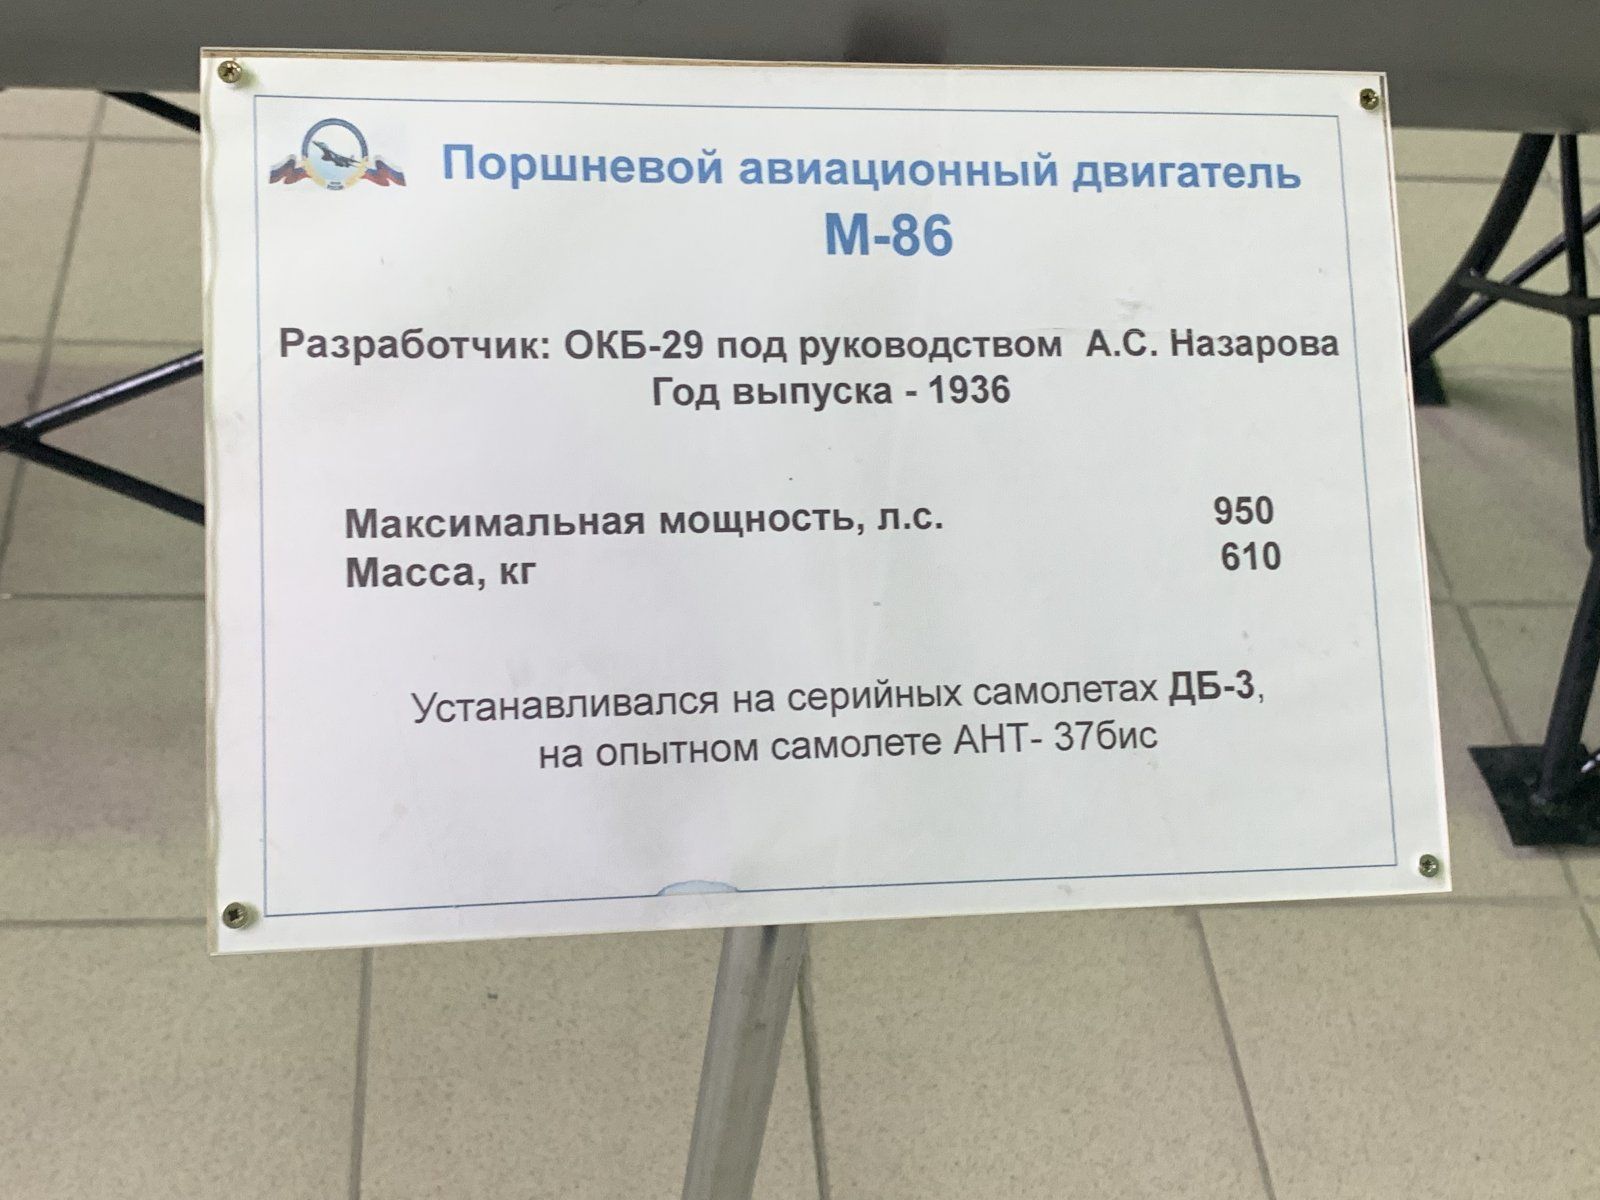 Поршневой авиационный двигатель
М-86
Разработчик: ОКБ-29 под руководством А.С. Назарова
Год выпуска - 1936
Максимальная мощность, л.с. 950
Масса, кг 610
Устанавливался на серийных самолетах ДБ-3,
на опытном самолете АНТ- 37бис